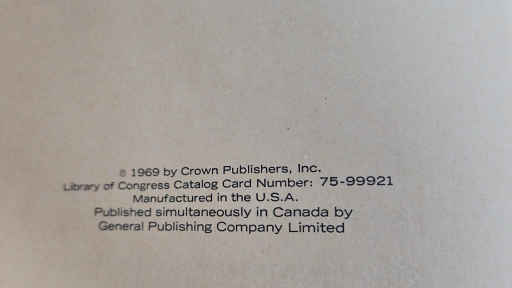 © 1969 by Crown Publishers, Inc.
Library of Congress Catalog Card Number: 75-99921
Manufactured in the U.S.A.
Published simultaneously in Canada by
General Publishing Company Limited